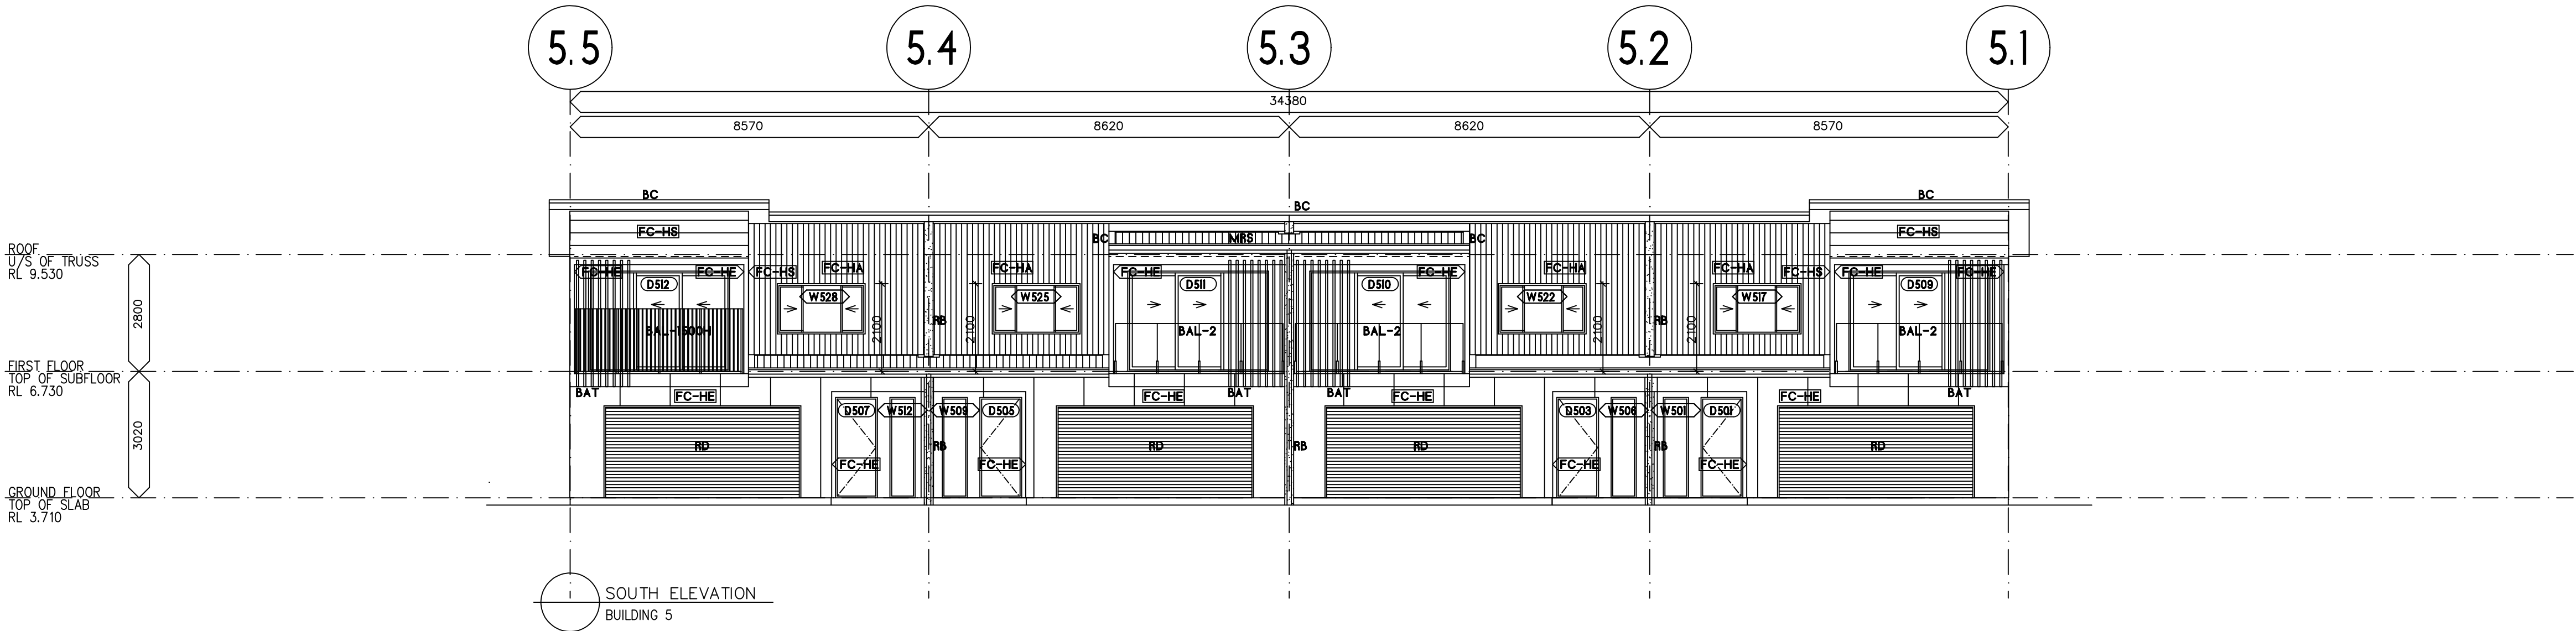 5.5 5.4 5.3 5.2 5.1
34380
8570 8620 8620 8570
BC BC BC
FC-HS BC MRS BC FC-HS
ROOF
U/S OF TRUSS
RL 9.530
FC-HE FC-HE FC-HS FC-HA FC-HA FC-HE FC-HE FC-HA FC-HA FC-HS FC-HE FC-HE
D512 W528 W525 D511 D510 W522 W517 D509
2800
BAL-1500H 2100 RB 2100 BAL-2 BAL-2 2100 RB 2100 BAL-2
FIRST FLOOR
TOP OF SUBFLOOR
RL 6.730
BAT FC-HE FC-HE BAT BAT FC-HE FC-HE BAT
D507 W512 W509 D505 D503 W506 W501 D501
3020
RD RB RD RB RD RB RD
FC-HE FC-HE FC-HE FC-HE
GROUND FLOOR
TOP OF SLAB
RL 3.710
SOUTH ELEVATION
BUILDING 5